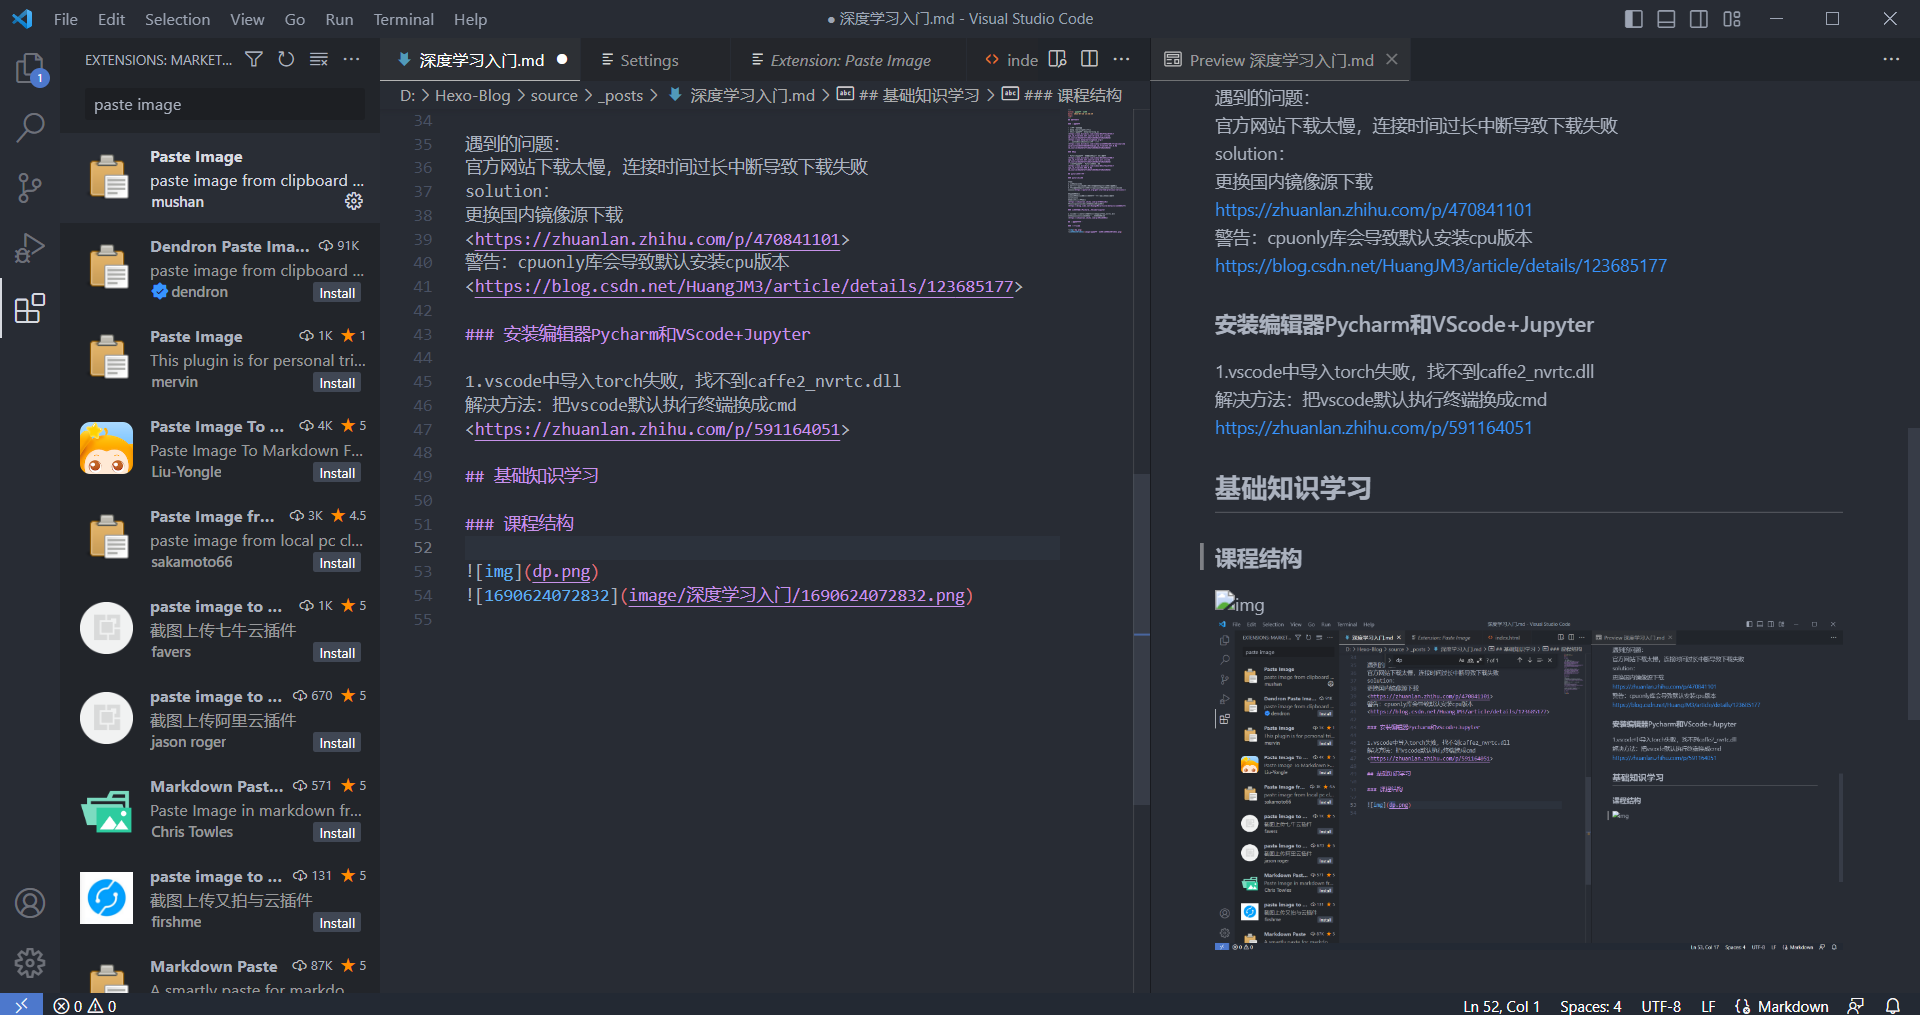 File Edit Selection View Go Run Terminal Help
● 深度学习入门.md - Visual Studio Code
1
EXTENSIONS: MARKET...
paste image
Paste Image
paste image from clipboard ...
mushan
Dendron Paste Ima... 91K
paste image from clipboard ...
dendron
Install
Paste Image 1K ★ 1
This plugin is for personal tri...
mervin
Install
Paste Image To ... 4K ★ 5
Paste Image To Markdown F...
Liu-Yongle
Install
Paste Image fr... 3K ★ 4.5
paste image from local pc cl...
sakamoto66
Install
paste image to ... 1K ★ 5
截图上传七牛云插件
favers
Install
paste image to ... 670 ★ 5
截图上传阿里云插件
jason roger
Install
Markdown Past... 571 ★ 5
Paste Image in markdown fr...
Chris Towles
Install
paste image to ... 131 ★ 5
截图上传又拍与云插件
firshme
Install
Markdown Paste 87K ★ 5
A smartly paste for markdo
深度学习入门.md ●
Settings
Extension: Paste Image
inde
D: > Hexo-Blog > source > _posts > 深度学习入门.md > ## 基础知识学习 > ### 课程结构
34
35 遇到的问题：
36 官方网站下载太慢，连接时间过长中断导致下载失败
37 solution：
38 更换国内镜像源下载
39 <https://zhuanlan.zhihu.com/p/470841101>
40 警告：cpuonly库会导致默认安装cpu版本
41 <https://blog.csdn.net/HuangJM3/article/details/123685177>
42
43 ### 安装编辑器Pycharm和VScode+Jupyter
44
45 1.vscode中导入torch失败，找不到caffe2_nvrtc.dll
46 解决方法：把vscode默认执行终端换成cmd
47 <https://zhuanlan.zhihu.com/p/591164051>
48
49 ## 基础知识学习
50
51 ### 课程结构
52
53 ![img](dp.png)
54 ![1690624072832](image/深度学习入门/1690624072832.png)
55
Preview 深度学习入门.md
遇到的问题：
官方网站下载太慢，连接时间过长中断导致下载失败
solution：
更换国内镜像源下载
https://zhuanlan.zhihu.com/p/470841101
警告：cpuonly库会导致默认安装cpu版本
https://blog.csdn.net/HuangJM3/article/details/123685177
安装编辑器Pycharm和VScode+Jupyter
1.vscode中导入torch失败，找不到caffe2_nvrtc.dll
解决方法：把vscode默认执行终端换成cmd
https://zhuanlan.zhihu.com/p/591164051
基础知识学习
课程结构
img
0 0
Ln 52, Col 1 Spaces: 4 UTF-8 LF Markdown